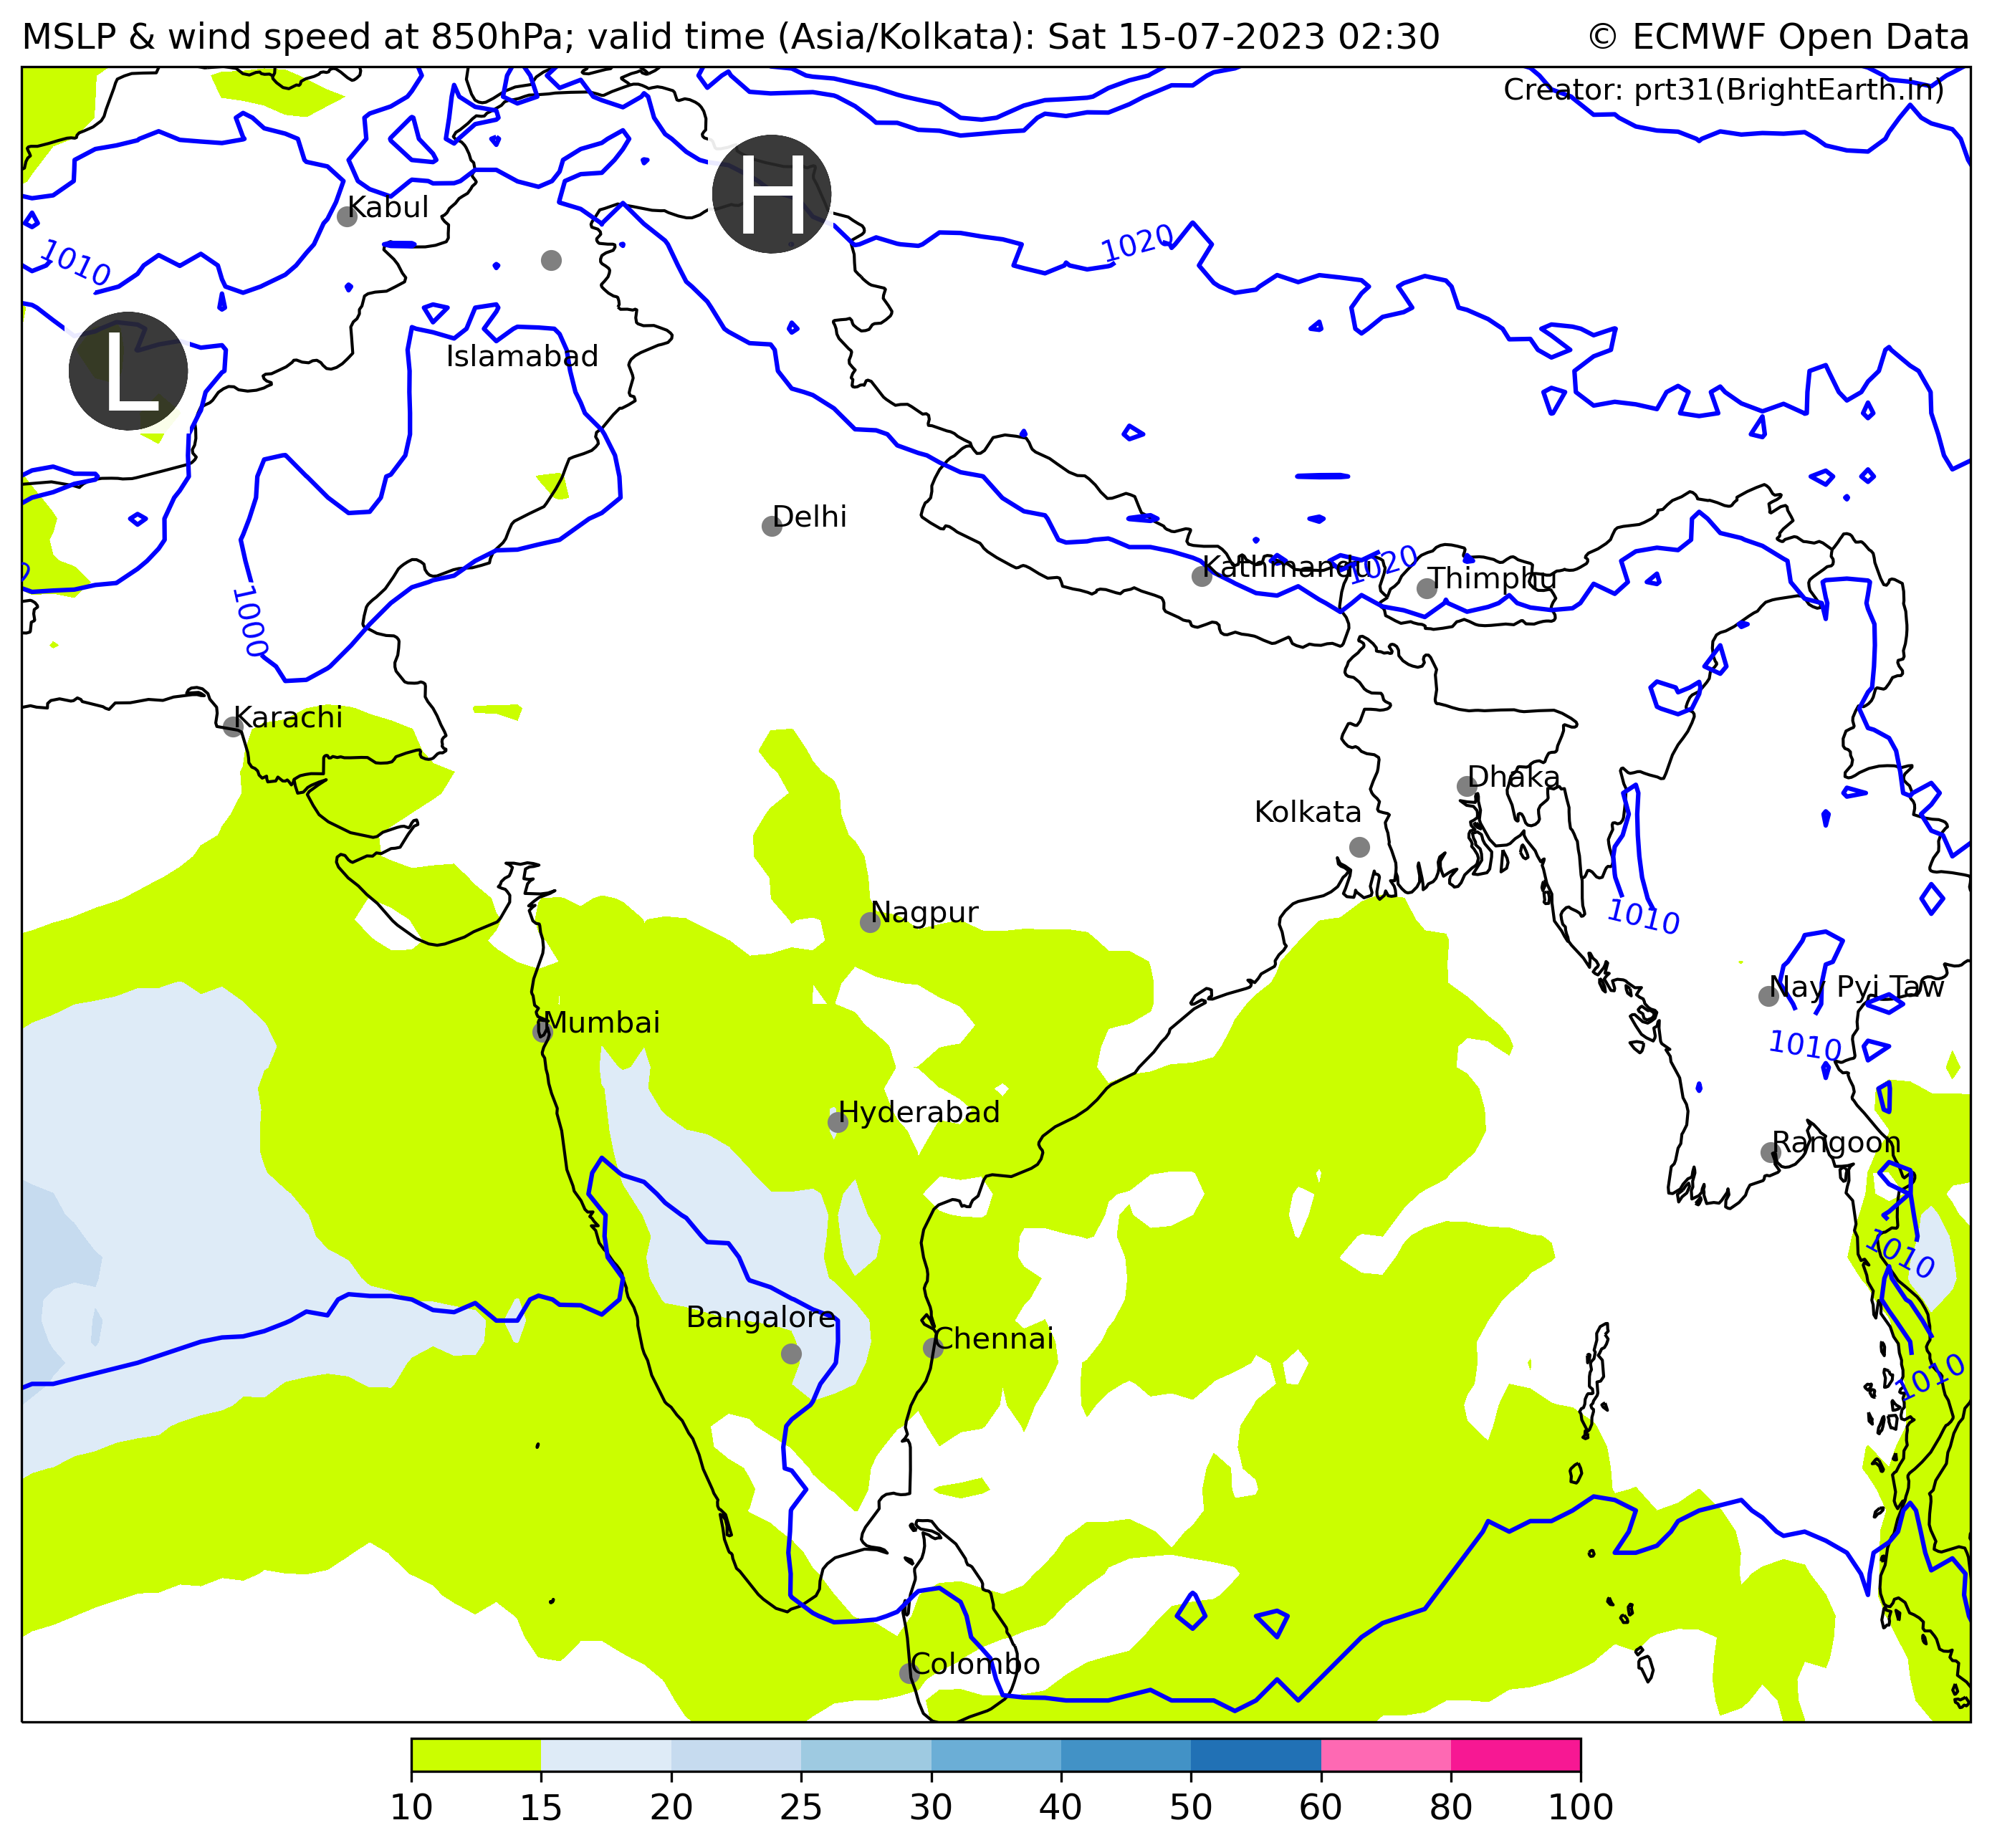 MSLP & wind speed at 850hPa; valid time (Asia/Kolkata): Sat 15-07-2023 02:30
© ECMWF Open Data
Creator: prt31(BrightEarth.in)
H
Kabul
1020
1010
L
Islamabad
Delhi
1020
Kathmandu
Thimphu
1000
Karachi
Dhaka
Kolkata
Nagpur
1010
Nay Pyi Taw
Mumbai
1010
Hyderabad
Rangoon
1010
Bangalore
Chennai
1010
Colombo
10 15 20 25 30 40 50 60 80 100